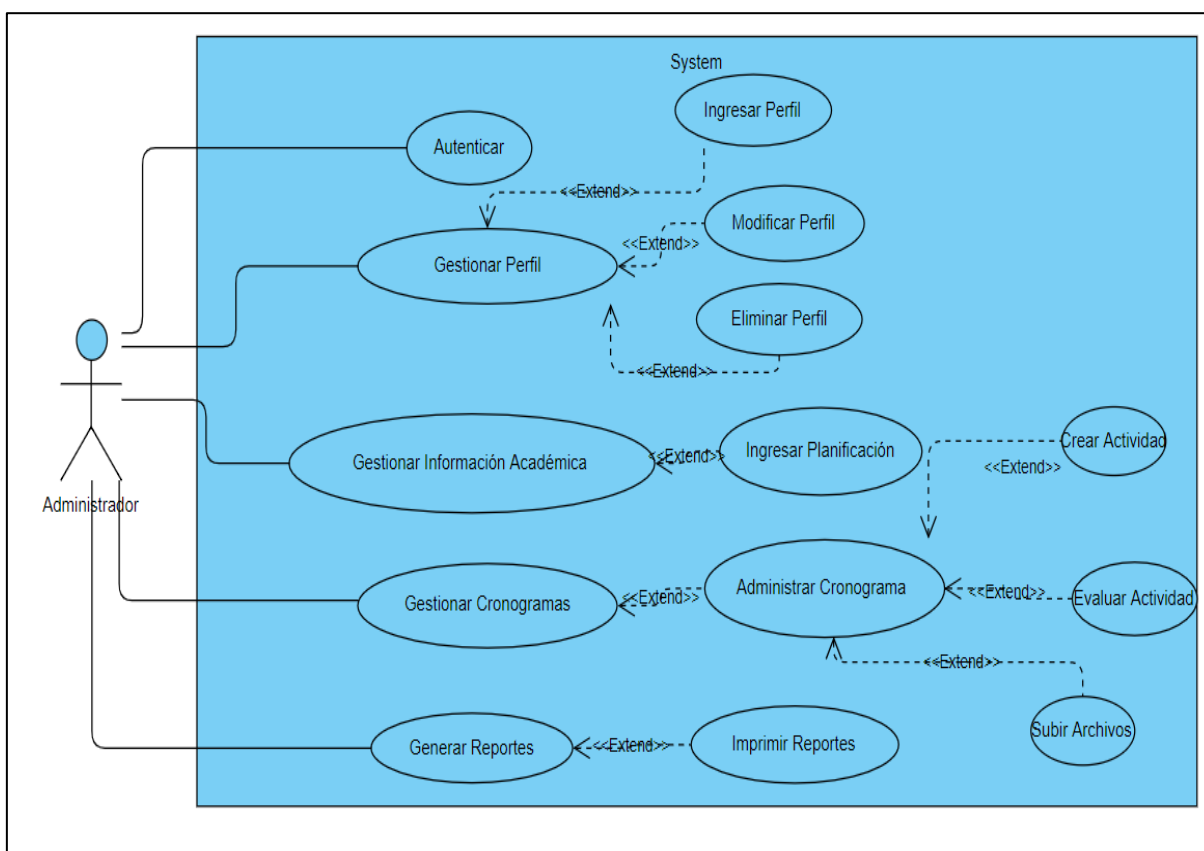 System
Ingresar Perfil
Autenticar
<<Extend>>
Modificar Perfil
<<Extend>>
Gestionar Perfil
Eliminar Perfil
<<Extend>>
Crear Actividad
Ingresar Planificación
<<Extend>>
Gestionar Información Académica
<<Extend>>
Administrador
Administrar Cronograma
<<Extend>>
Evaluar Actividad
<<Extend>>
Gestionar Cronogramas
<<Extend>>
Subir Archivos
Generar Reportes
<<Extend>>
Imprimir Reportes